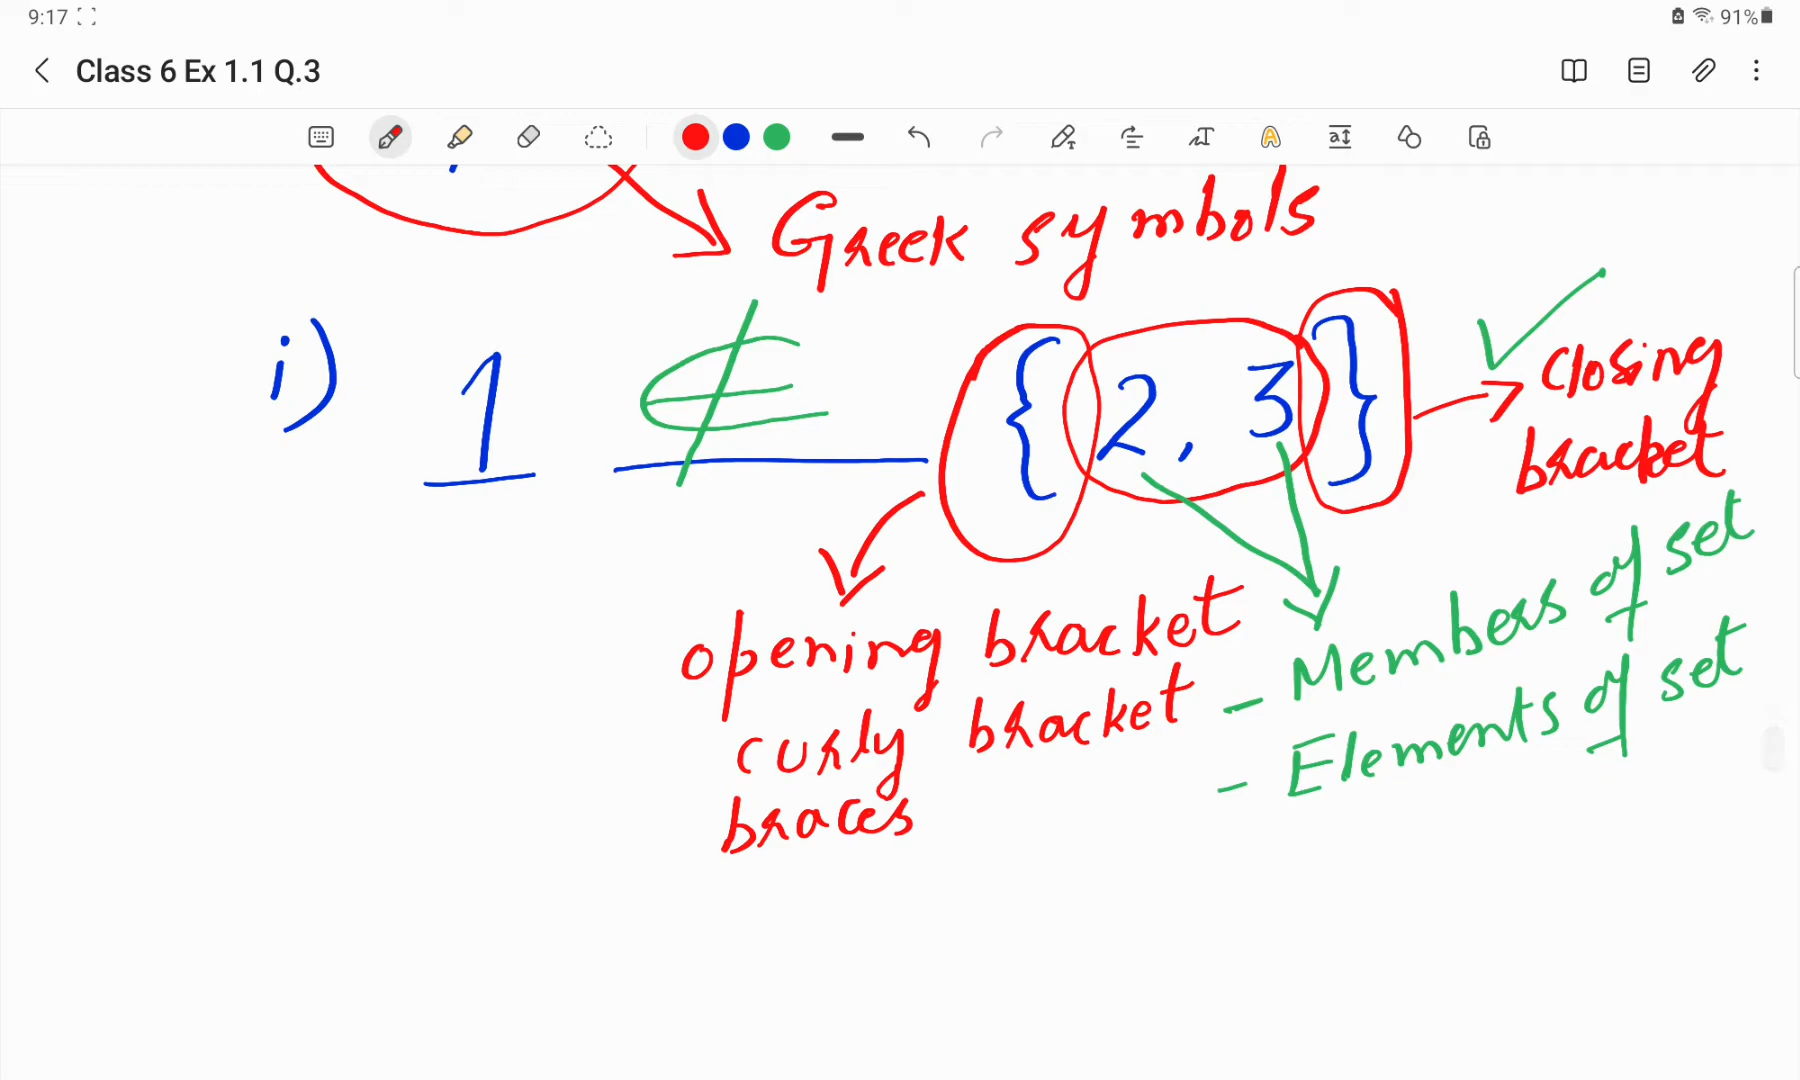 9:17
91%
Class 6 Ex 1.1 Q.3
Greek symbols
i) 1 ∉ { 2, 3 }
closing
bracket
opening bracket
curly bracket
braces
- Members of set
- Elements of set